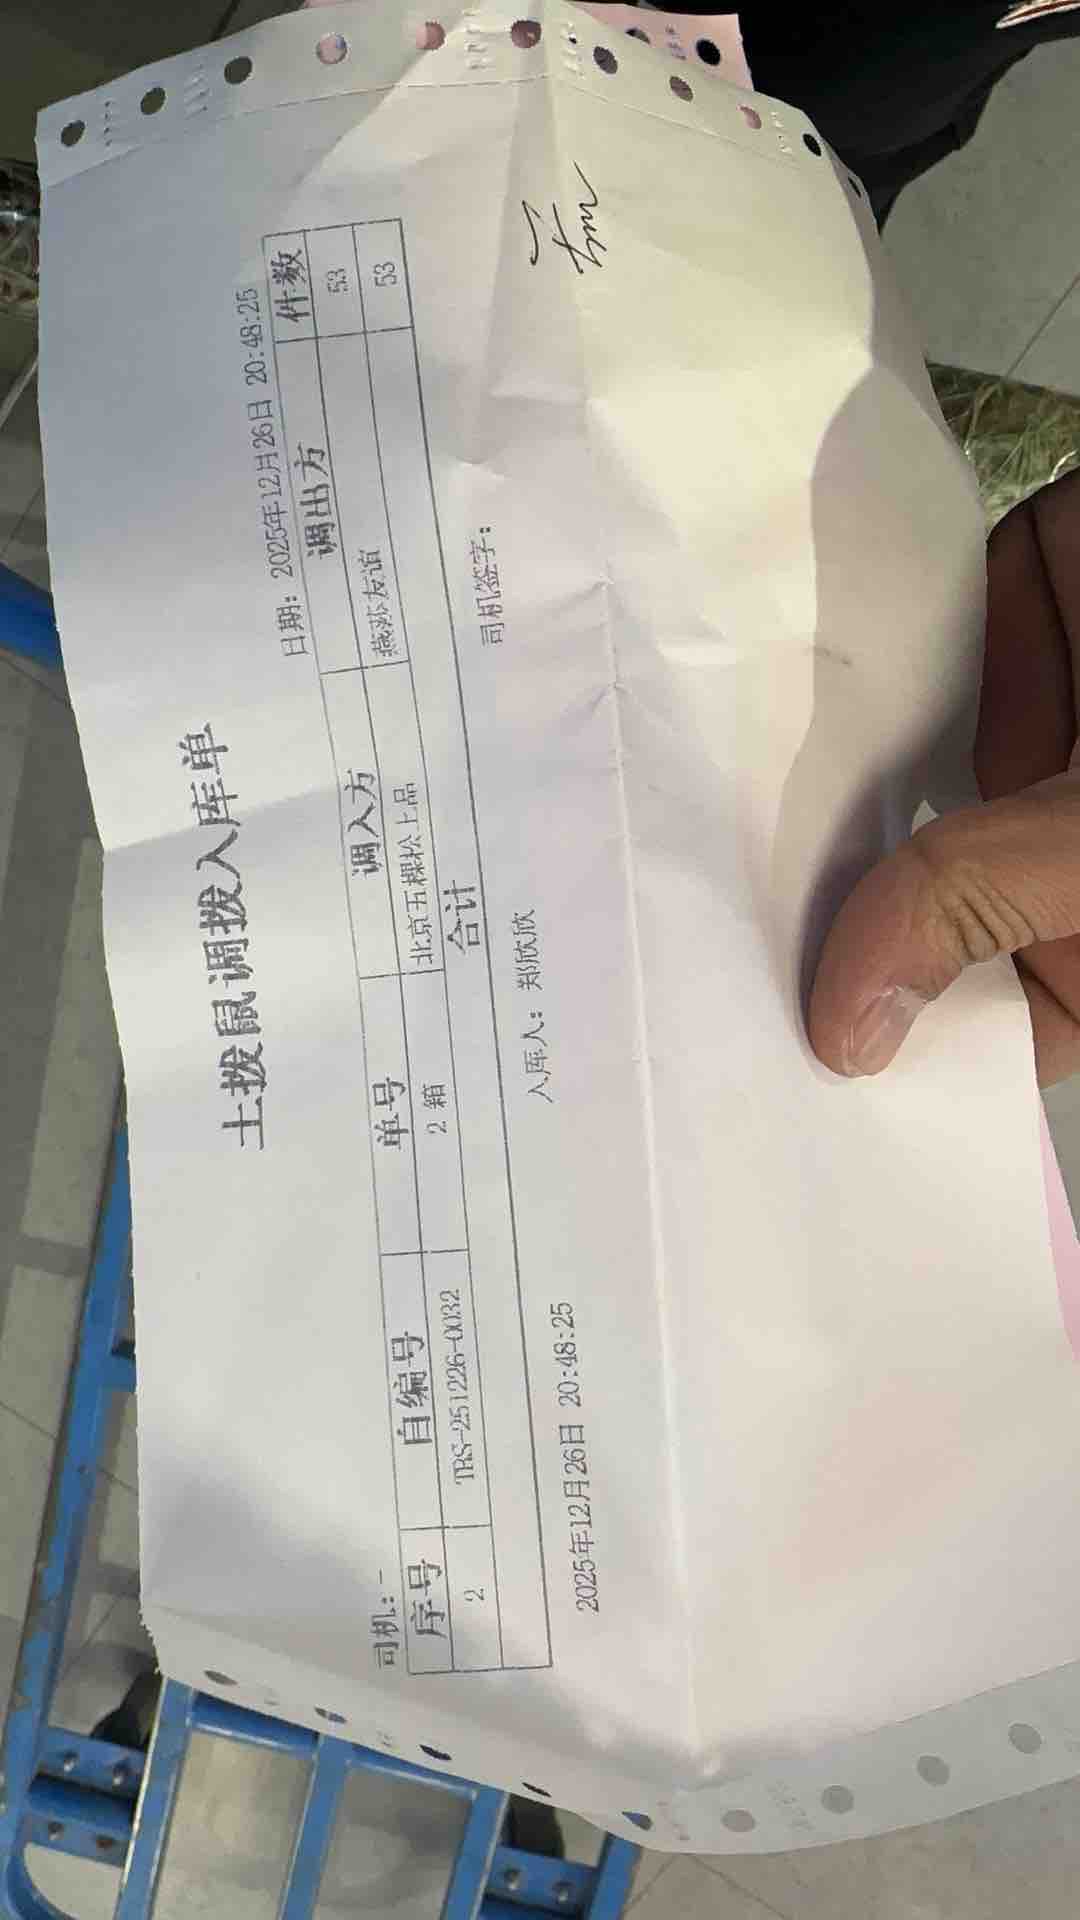 土拨鼠调拨入库单
司机：- 日期：2025年12月26日 20:48:25
序号 自编号 单号 调入方 调出方 件数
2 TBS-251226-0032 2 箱 北京五棵松上品 燕莎友谊 53
合计 53
2025年12月26日 20:48:25 入库人：郑欣欣 司机签字：